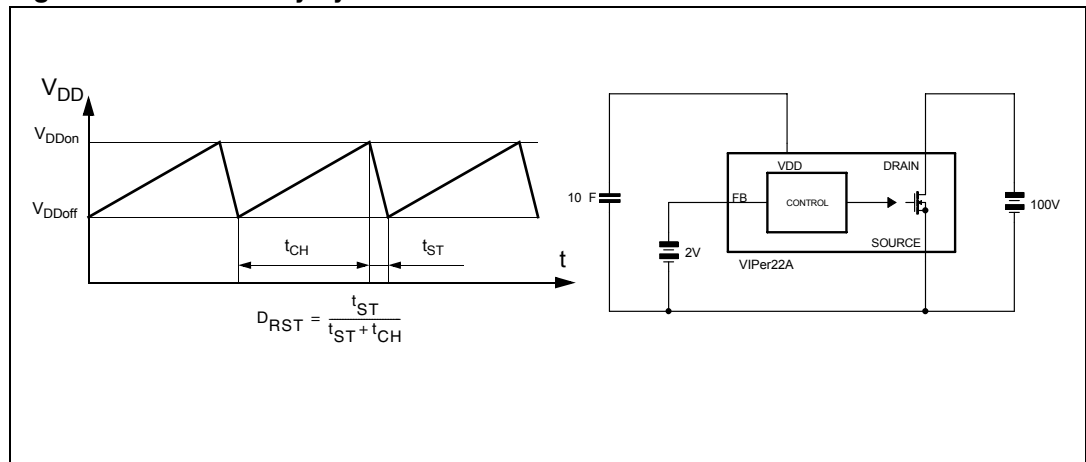 V_DD
V_DDon
V_DDoff
t_CH
t_ST
t
D_RST = t_ST / (t_ST + t_CH)
VDD
DRAIN
10 F
FB
CONTROL
2V
SOURCE
VIPer22A
100V